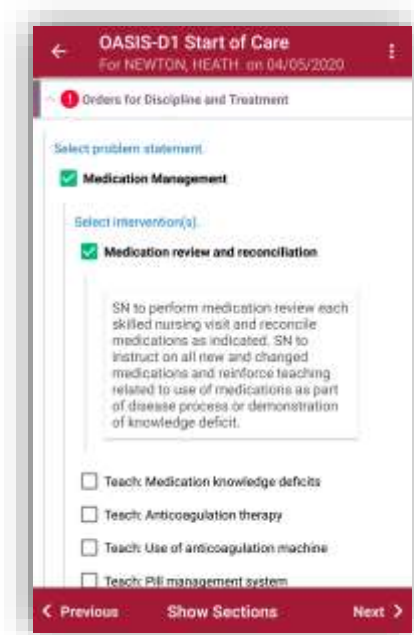 OASIS-D1 Start of Care
For NEWTON, HEATH on 04/05/2020
Orders for Discipline and Treatment
Select problem statement
Medication Management
Select intervention(s).
Medication review and reconciliation
SN to perform medication review each
skilled nursing visit and reconcile
medications as indicated. SN to
instruct on all new and changed
medications and reinforce teaching
related to use of medications as part
of disease process or demonstration
of knowledge deficit.
Teach: Medication knowledge deficits
Teach: Anticoagulation therapy
Teach: Use of anticoagulation machine
Teach: Pill management system
Previous Show Sections Next